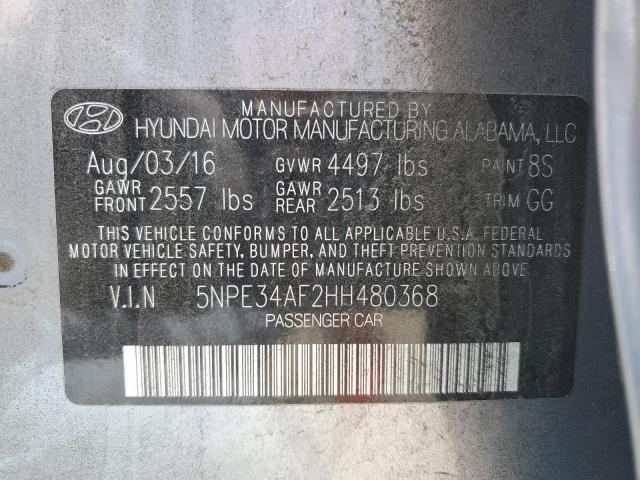 MANUFACTURED BY
HYUNDAI MOTOR MANUFACTURING ALABAMA, LLC
Aug/03/16 GVWR 4497 lbs PAINT 8S
GAWR FRONT 2557 lbs GAWR REAR 2513 lbs TRIM GG
THIS VEHICLE CONFORMS TO ALL APPLICABLE U.S.A. FEDERAL
MOTOR VEHICLE SAFETY, BUMPER, AND THEFT PREVENTION STANDARDS
IN EFFECT ON THE DATE OF MANUFACTURE SHOWN ABOVE.
V.I.N 5NPE34AF2HH480368
PASSENGER CAR